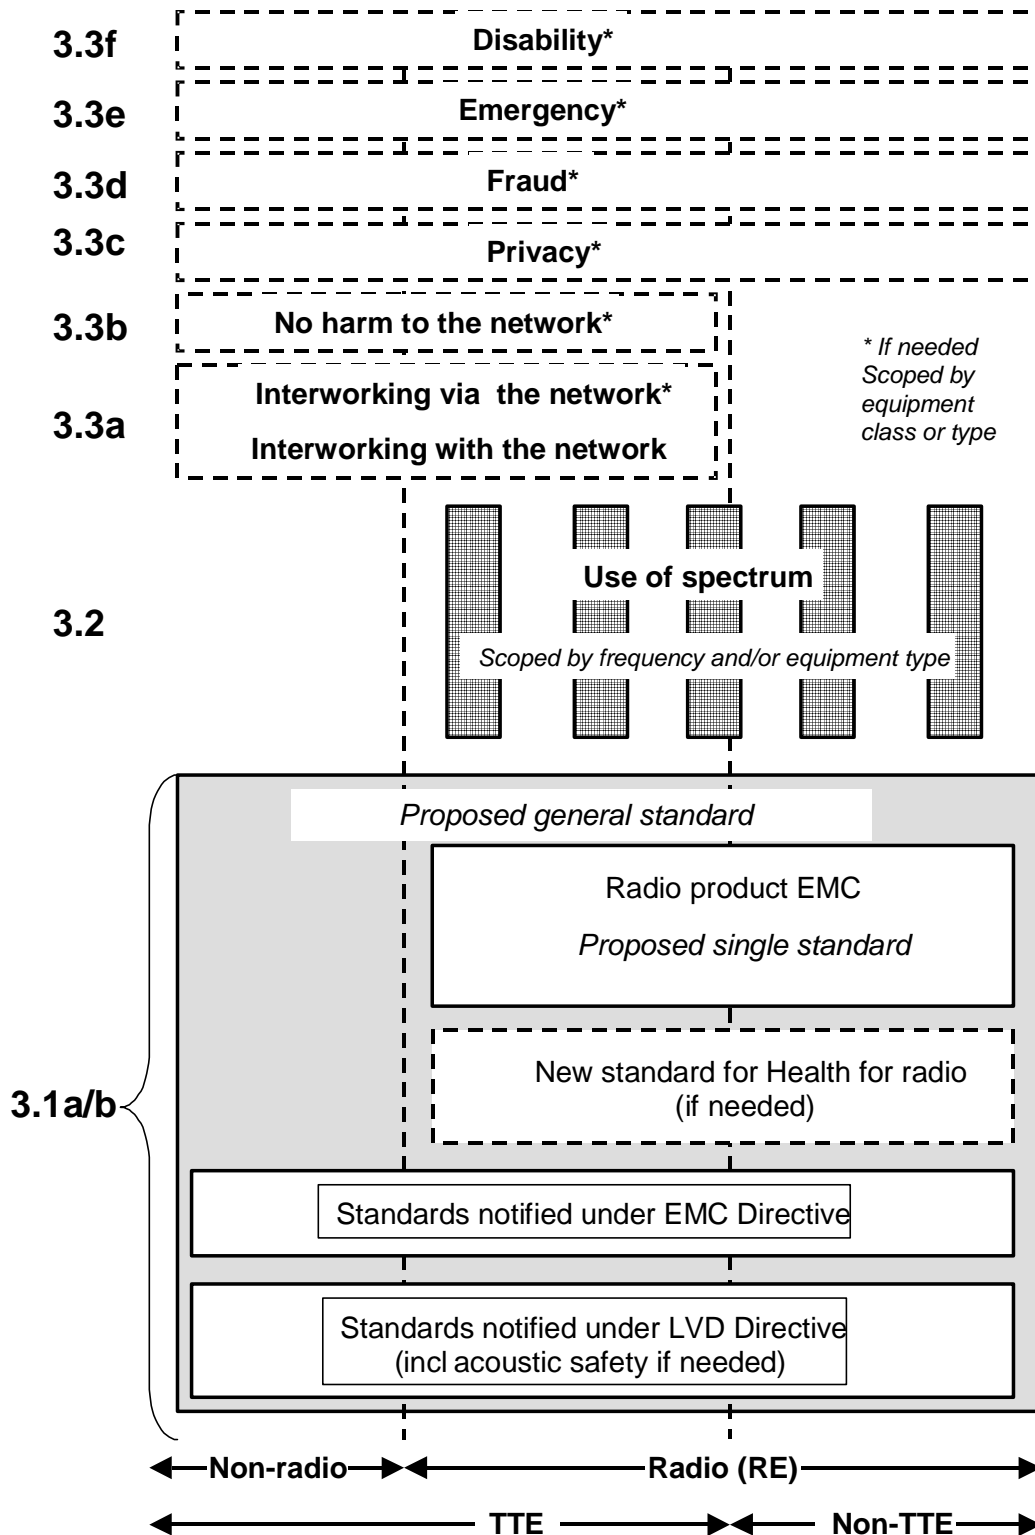 3.3f
Disability*
3.3e
Emergency*
3.3d
Fraud*
3.3c
Privacy*
3.3b
No harm to the network*
3.3a
Interworking via the network*
Interworking with the network
* If needed
Scoped by
equipment
class or type
3.2
Use of spectrum
Scoped by frequency and/or equipment type
Proposed general standard
Radio product EMC
Proposed single standard
3.1a/b
New standard for Health for radio
(if needed)
Standards notified under EMC Directive
Standards notified under LVD Directive
(incl acoustic safety if needed)
Non-radio
Radio (RE)
TTE
Non-TTE